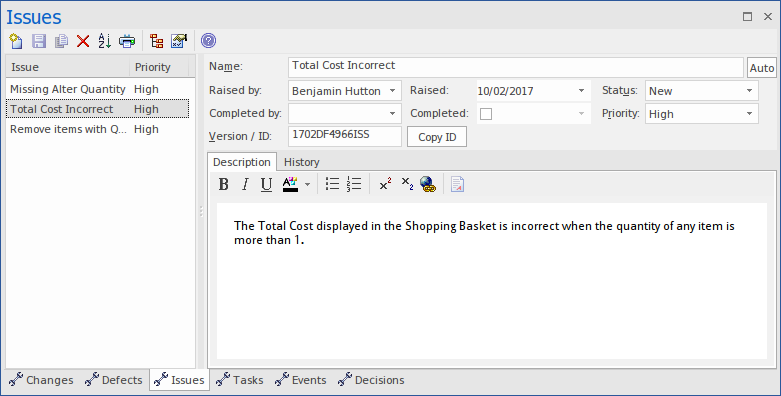 Issues
Issue Priority
Missing Alter Quantity High
Total Cost Incorrect High
Remove items with Q... High
Name: Total Cost Incorrect Auto
Raised by: Benjamin Hutton Raised: 10/02/2017 Status: New
Completed by: Completed: Priority: High
Version / ID: 1702DF4966ISS Copy ID
Description History
B I U A x² x₂
The Total Cost displayed in the Shopping Basket is incorrect when the quantity of any item is
more than 1.
Changes Defects Issues Tasks Events Decisions